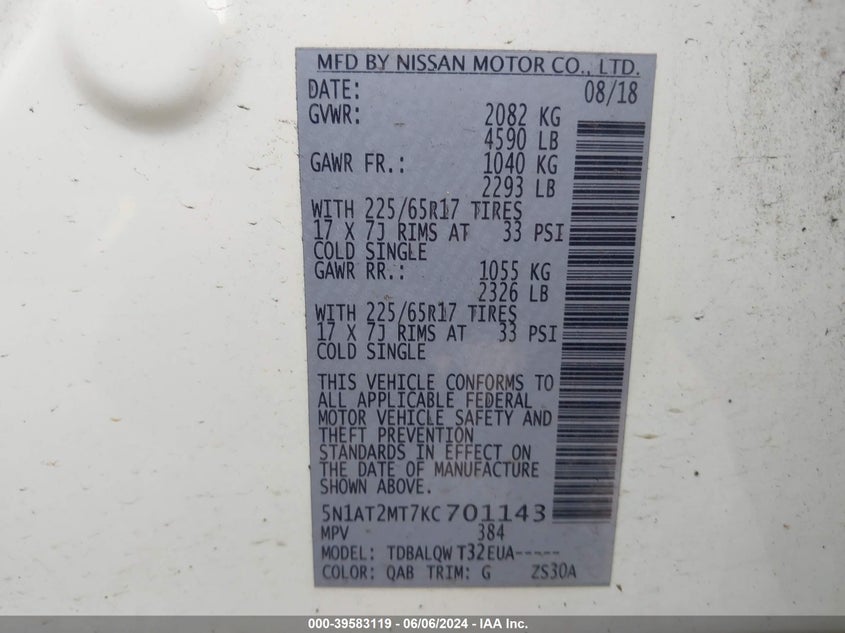 MFD BY NISSAN MOTOR CO., LTD.
DATE: 08/18
GVWR: 2082 KG
4590 LB
GAWR FR.: 1040 KG
2293 LB
WITH 225/65R17 TIRES
17 X 7J RIMS AT 33 PSI
COLD SINGLE
GAWR RR.: 1055 KG
2326 LB
WITH 225/65R17 TIRES
17 X 7J RIMS AT 33 PSI
COLD SINGLE
THIS VEHICLE CONFORMS TO
ALL APPLICABLE FEDERAL
MOTOR VEHICLE SAFETY AND
THEFT PREVENTION
STANDARDS IN EFFECT ON
THE DATE OF MANUFACTURE
SHOWN ABOVE.
5N1AT2MT7KC701143
MPV 384
MODEL: TDBALQW T32EUA-----
COLOR: QAB TRIM: G ZS30A
000-39583119 - 06/06/2024 - IAA Inc.